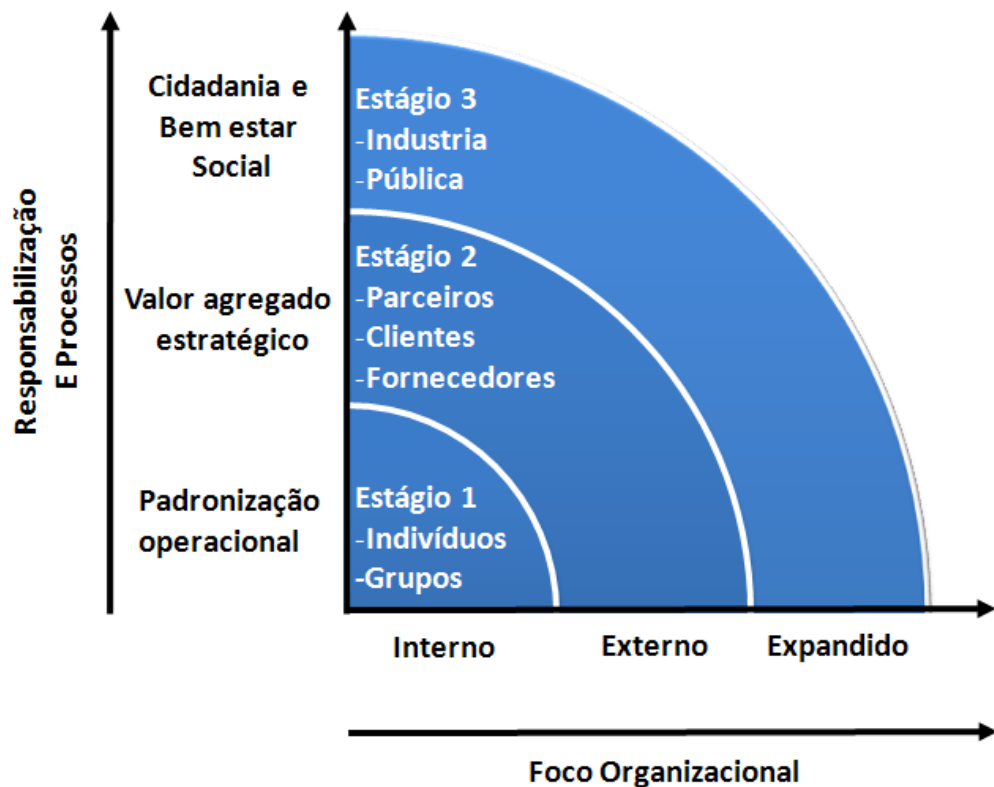 Responsabilização
E Processos
Cidadania e
Bem estar
Social
Valor agregado
estratégico
Padronização
operacional
Estágio 3
-Industria
-Pública
Estágio 2
-Parceiros
-Clientes
-Fornecedores
Estágio 1
-Indivíduos
-Grupos
Interno
Externo
Expandido
Foco Organizacional